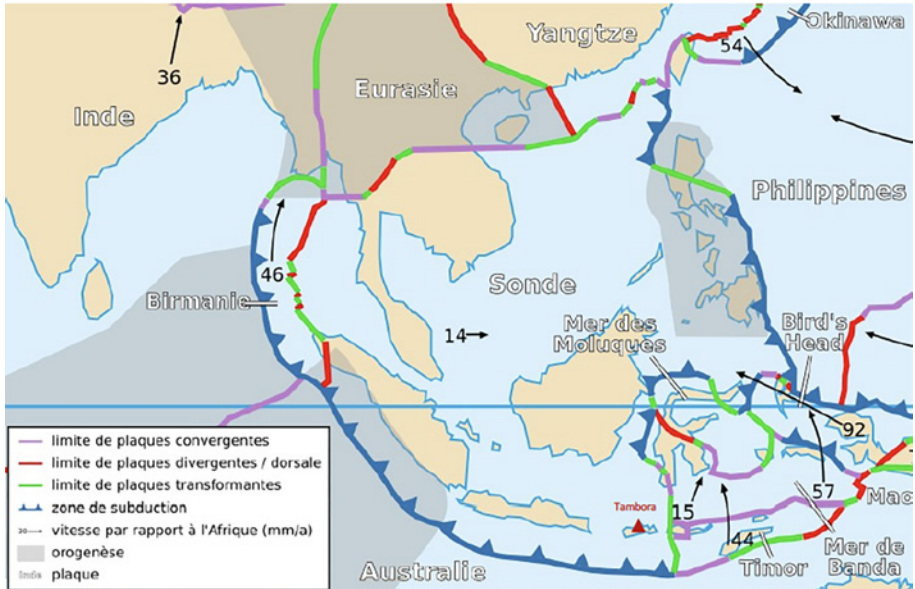 Okinawa
Yangtze
54
36
Eurasie
Inde
Philippines
46
Sonde
Birmanie
14
Mer des
Moluques
Bird's
Head
92
limite de plaques convergentes
limite de plaques divergentes / dorsale
limite de plaques transformantes
zone de subduction
vitesse par rapport à l'Afrique (mm/a)
orogenèse
Inde plaque
Tambora
15
44
57
Mac
Timor
Mer de
Banda
Australie